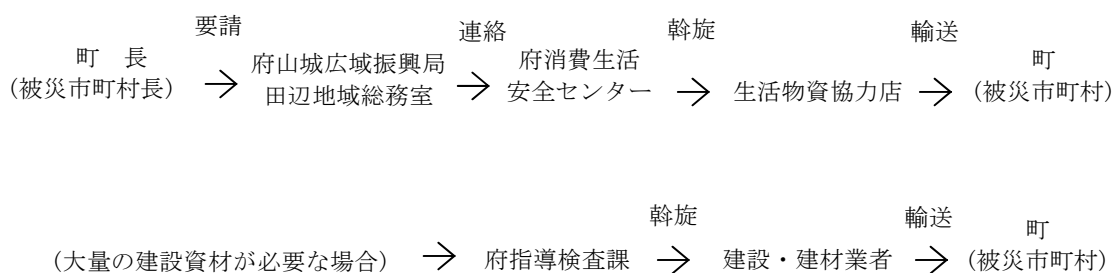 要請 連絡 斡旋 輸送
町 長 府山城広域振興局 府消費生活 町
(被災市町村長) → 田辺地域総務室 → 安全センター → 生活物資協力店 → (被災市町村)
斡旋 輸送
町
(大量の建設資材が必要な場合) → 府指導検査課 → 建設・建材業者 → (被災市町村)